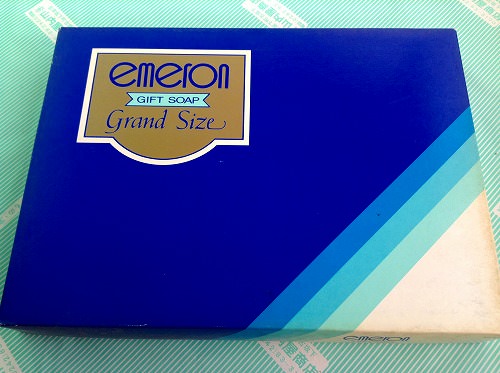 emeron
GIFT SOAP
Grand Size
emeron